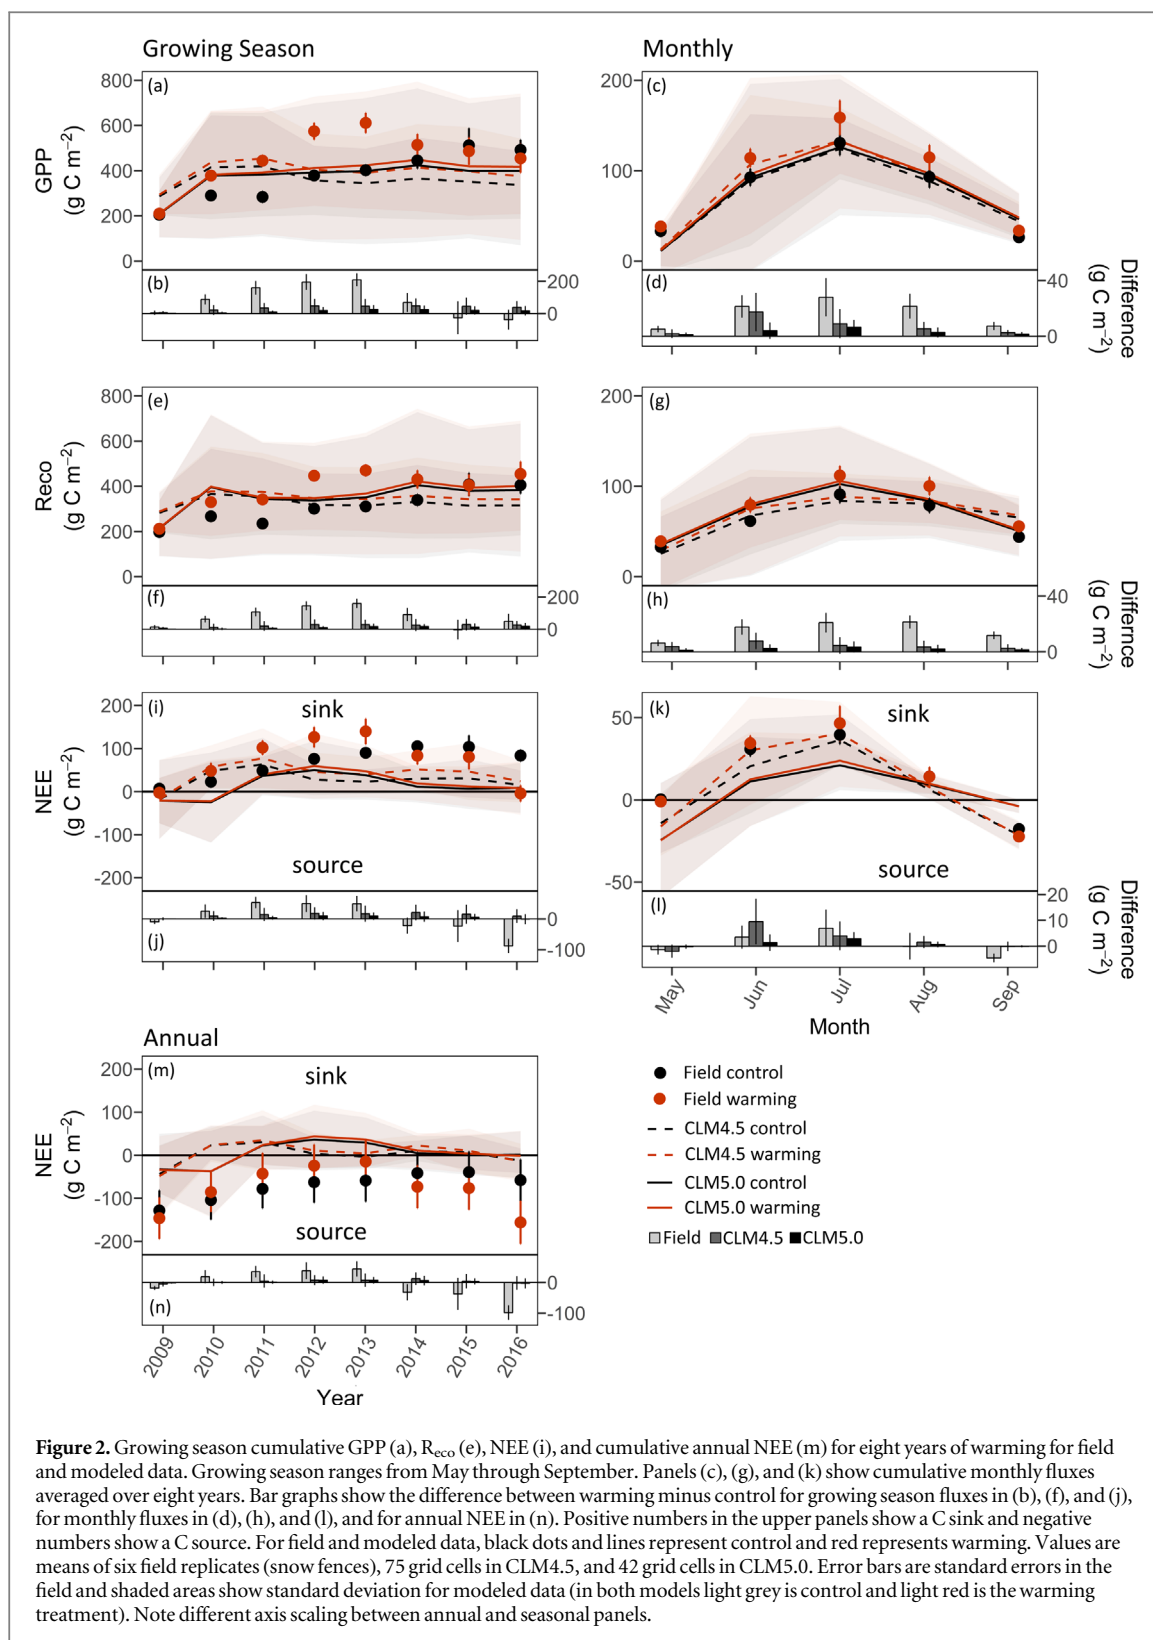 Growing Season
Monthly
(a)
800
600
400
200
0
GPP
(g C m−2)
(b)
200
0
(c)
200
100
0
(d)
40
0
Difference
(g C m−2)
(e)
800
600
400
200
0
Reco
(g C m−2)
(f)
200
0
(g)
200
100
0
(h)
40
0
Differnce
(g C m−2)
(i)
sink
200
100
0
-100
-200
NEE
(g C m−2)
source
(j)
0
-100
(k)
sink
50
0
-50
source
(l)
20
10
0
Difference
(g C m−2)
May
Jun
Jul
Aug
Sep
Month
Annual
(m)
sink
200
100
0
-100
-200
NEE
(g C m−2)
source
(n)
0
-100
2009
2010
2011
2012
2013
2014
2015
2016
Year
Field control
Field warming
CLM4.5 control
CLM4.5 warming
CLM5.0 control
CLM5.0 warming
Field CLM4.5 CLM5.0
Figure 2. Growing season cumulative GPP (a), Reco (e), NEE (i), and cumulative annual NEE (m) for eight years of warming for field
and modeled data. Growing season ranges from May through September. Panels (c), (g), and (k) show cumulative monthly fluxes
averaged over eight years. Bar graphs show the difference between warming minus control for growing season fluxes in (b), (f), and (j),
for monthly fluxes in (d), (h), and (l), and for annual NEE in (n). Positive numbers in the upper panels show a C sink and negative
numbers show a C source. For field and modeled data, black dots and lines represent control and red represents warming. Values are
means of six field replicates (snow fences), 75 grid cells in CLM4.5, and 42 grid cells in CLM5.0. Error bars are standard errors in the
field and shaded areas show standard deviation for modeled data (in both models light grey is control and light red is the warming
treatment). Note different axis scaling between annual and seasonal panels.